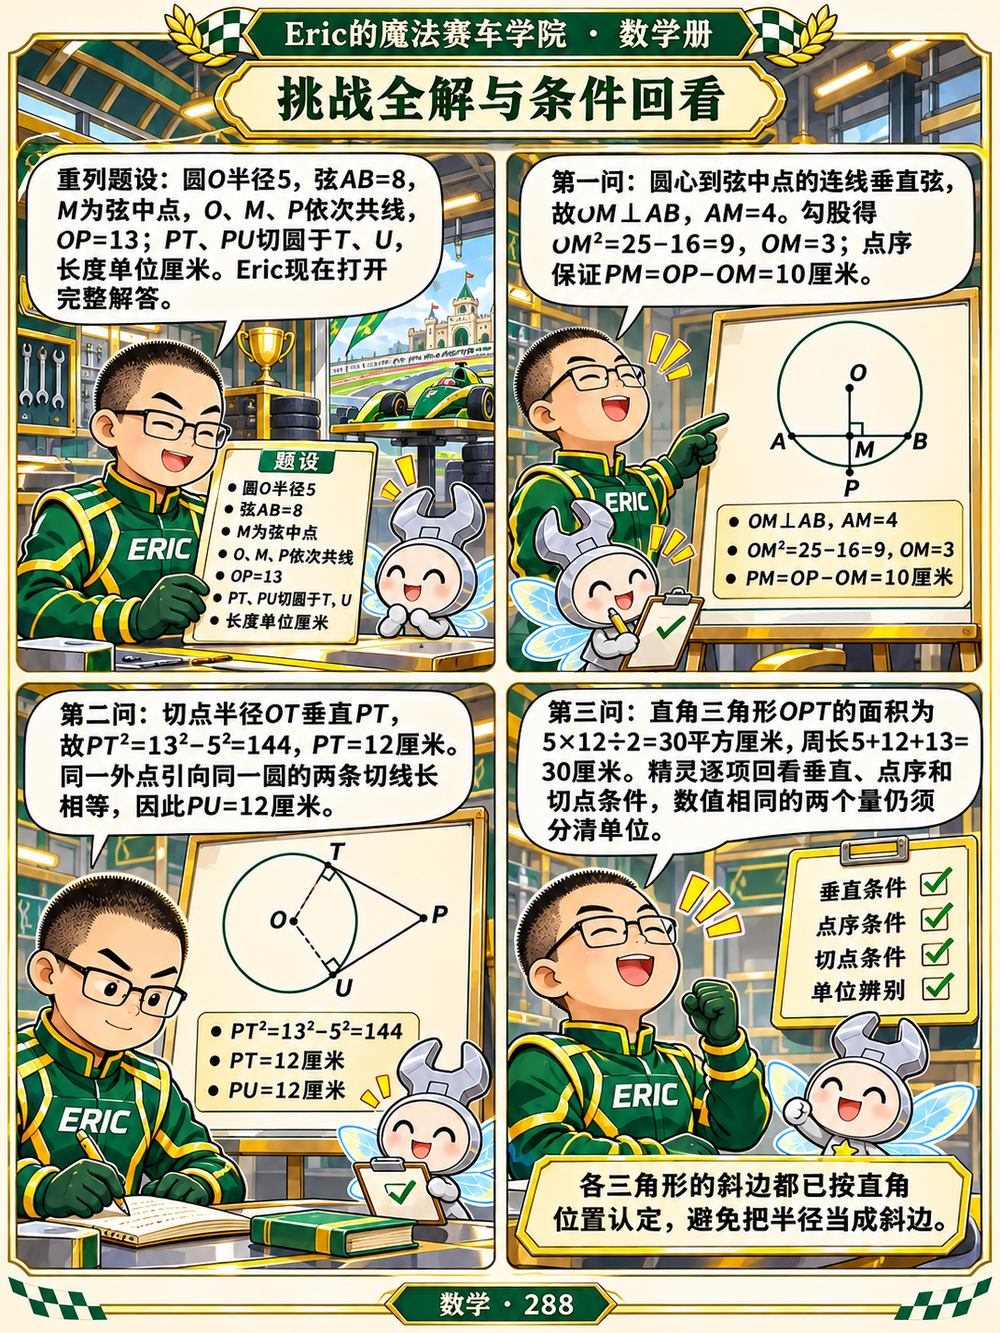 Eric的魔法赛车学院 · 数学册
挑战全解与条件回看
重列题设：圆O半径5，弦AB=8，
M为弦中点，O、M、P依次共线，
OP=13；PT、PU切圆于T、U，
长度单位厘米。Eric现在打开
完整解答。
题设
• 圆O半径5
• 弦AB=8
• M为弦中点
• O、M、P依次共线
• OP=13
• PT、PU切圆于T，U
• 长度单位厘米
ERIC
第一问：圆心到弦中点的连线垂直弦，
故OM⊥AB，AM=4。勾股得
OM²=25−16=9，OM=3；点序
保证PM=OP−OM=10厘米。
O
A
M
B
P
ERIC
• OM⊥AB，AM=4
• OM²=25−16=9，OM=3
• PM=OP−OM=10厘米
第二问：切点半径OT垂直PT，
故PT²=13²−5²=144，PT=12厘米。
同一外点引向同一圆的两条切线长
相等，因此PU=12厘米。
T
O
P
U
• PT²=13²−5²=144
• PT=12厘米
• PU=12厘米
ERIC
第三问：直角三角形OPT的面积为
5×12÷2=30平方厘米，周长5+12+13=
30厘米。精灵逐项回看垂直、点序和
切点条件，数值相同的两个量仍须
分清单位。
垂直条件
点序条件
切点条件
单位辨别
ERIC
各三角形的斜边都已按直角
位置认定，避免把半径当成斜边。
数学 · 288